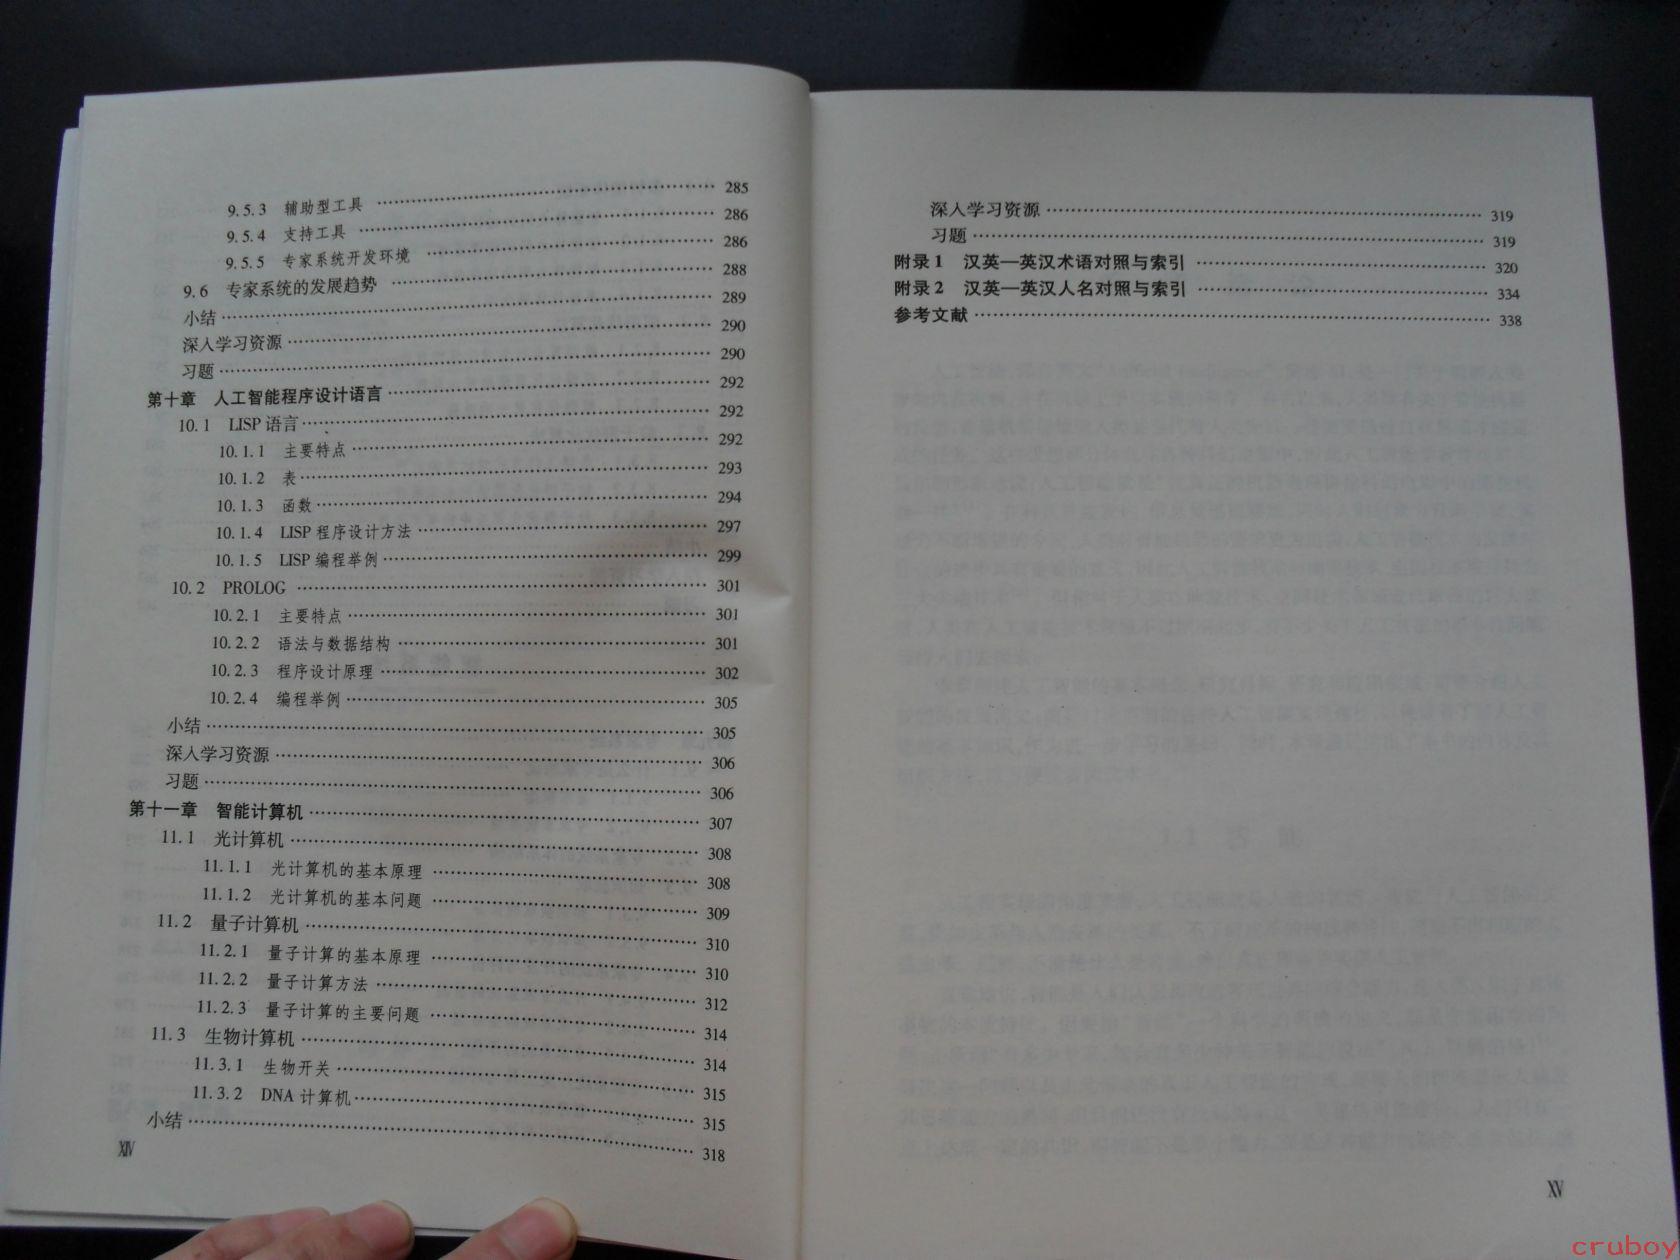 9.5.3 辅助型工具 …… 285
9.5.4 支持工具 …… 286
9.5.5 专家系统开发环境 …… 286
9.6 专家系统的发展趋势 …… 288
小结 …… 289
深入学习资源 …… 290
习题 …… 290
第十章 人工智能程序设计语言 …… 292
10.1 LISP 语言 …… 292
10.1.1 主要特点 …… 292
10.1.2 表 …… 293
10.1.3 函数 …… 294
10.1.4 LISP 程序设计方法 …… 297
10.1.5 LISP 编程举例 …… 299
10.2 PROLOG …… 301
10.2.1 主要特点 …… 301
10.2.2 语法与数据结构 …… 301
10.2.3 程序设计原理 …… 302
10.2.4 编程举例 …… 305
小结 …… 305
深入学习资源 …… 306
习题 …… 306
第十一章 智能计算机 …… 307
11.1 光计算机 …… 308
11.1.1 光计算机的基本原理 …… 308
11.1.2 光计算机的基本问题 …… 309
11.2 量子计算机 …… 310
11.2.1 量子计算的基本原理 …… 310
11.2.2 量子计算方法 …… 312
11.2.3 量子计算的主要问题 …… 314
11.3 生物计算机 …… 314
11.3.1 生物开关 …… 315
11.3.2 DNA 计算机 …… 315
小结 …… 318
XIV
深入学习资源 …… 319
习题 …… 319
附录1 汉英—英汉术语对照与索引 …… 320
附录2 汉英—英汉人名对照与索引 …… 334
参考文献 …… 338
XV
cruboy